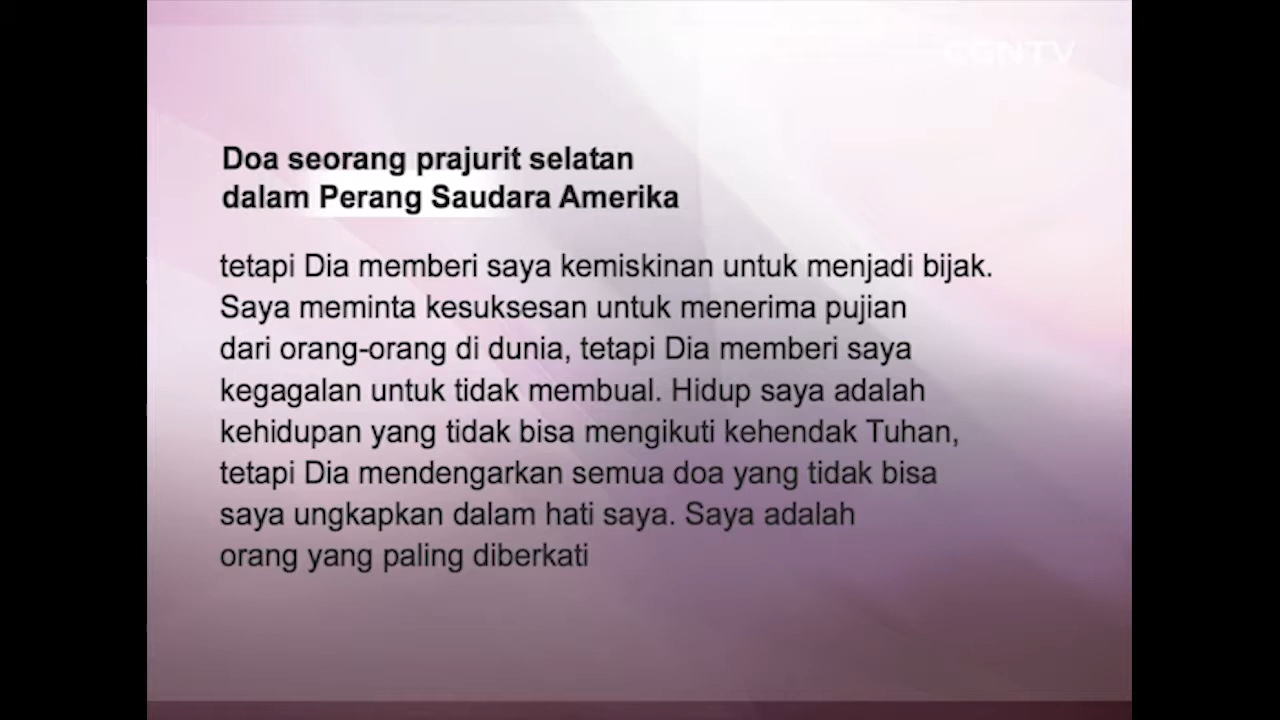 CGNTV
Doa seorang prajurit selatan
dalam Perang Saudara Amerika
tetapi Dia memberi saya kemiskinan untuk menjadi bijak.
Saya meminta kesuksesan untuk menerima pujian
dari orang-orang di dunia, tetapi Dia memberi saya
kegagalan untuk tidak membual. Hidup saya adalah
kehidupan yang tidak bisa mengikuti kehendak Tuhan,
tetapi Dia mendengarkan semua doa yang tidak bisa
saya ungkapkan dalam hati saya. Saya adalah
orang yang paling diberkati